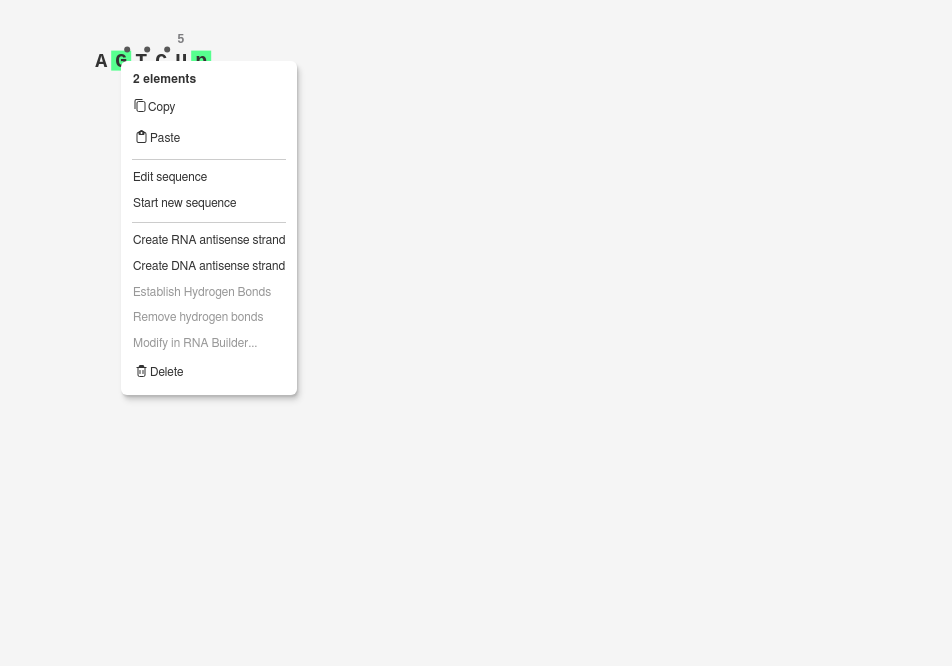 5
A G T C U n
2 elements
Copy
Paste
Edit sequence
Start new sequence
Create RNA antisense strand
Create DNA antisense strand
Establish Hydrogen Bonds
Remove hydrogen bonds
Modify in RNA Builder...
Delete